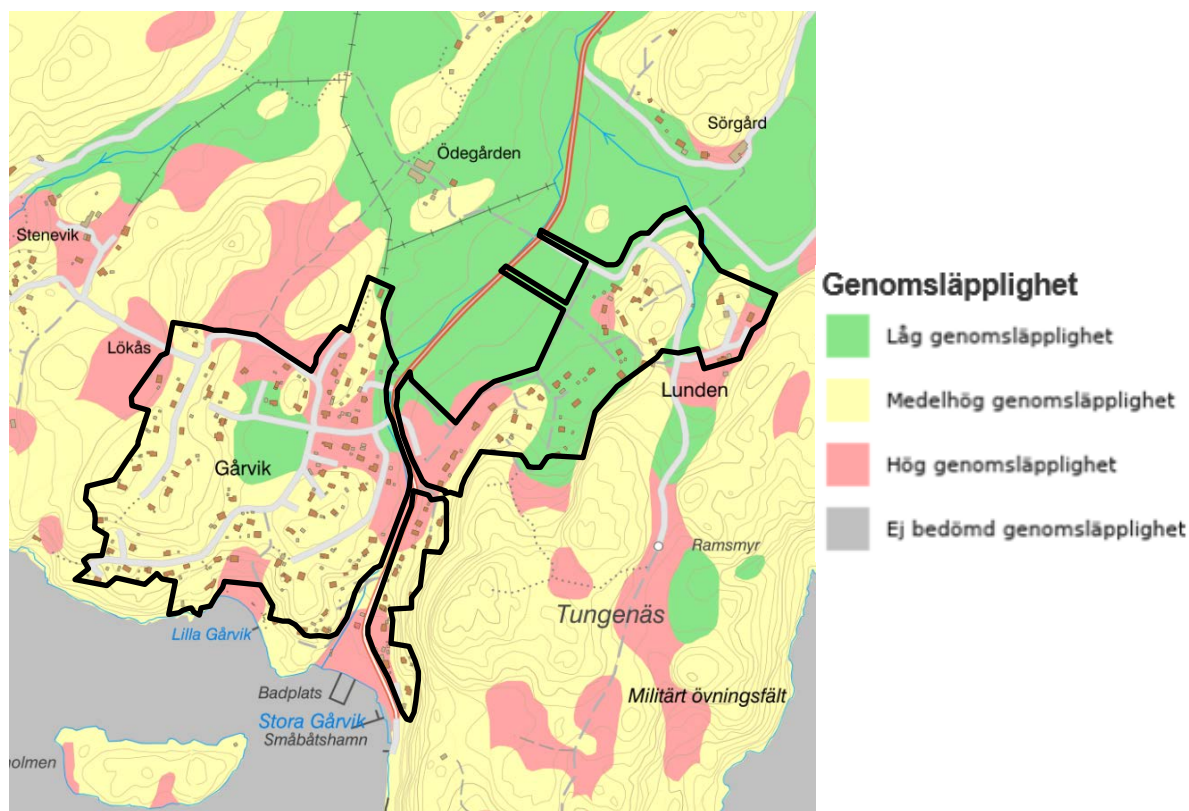 Sörgård
Ödegården
Stenevik
Genomsläpplighet
Låg genomsläpplighet
Lökås
Lunden
Medelhög genomsläpplighet
Gårvik
Hög genomsläpplighet
Ej bedömd genomsläpplighet
Ramsmyr
Tungenäs
Lilla Gårvik
Badplats
Militärt övningsfält
Stora Gårvik
Småbåtshamn
olmen